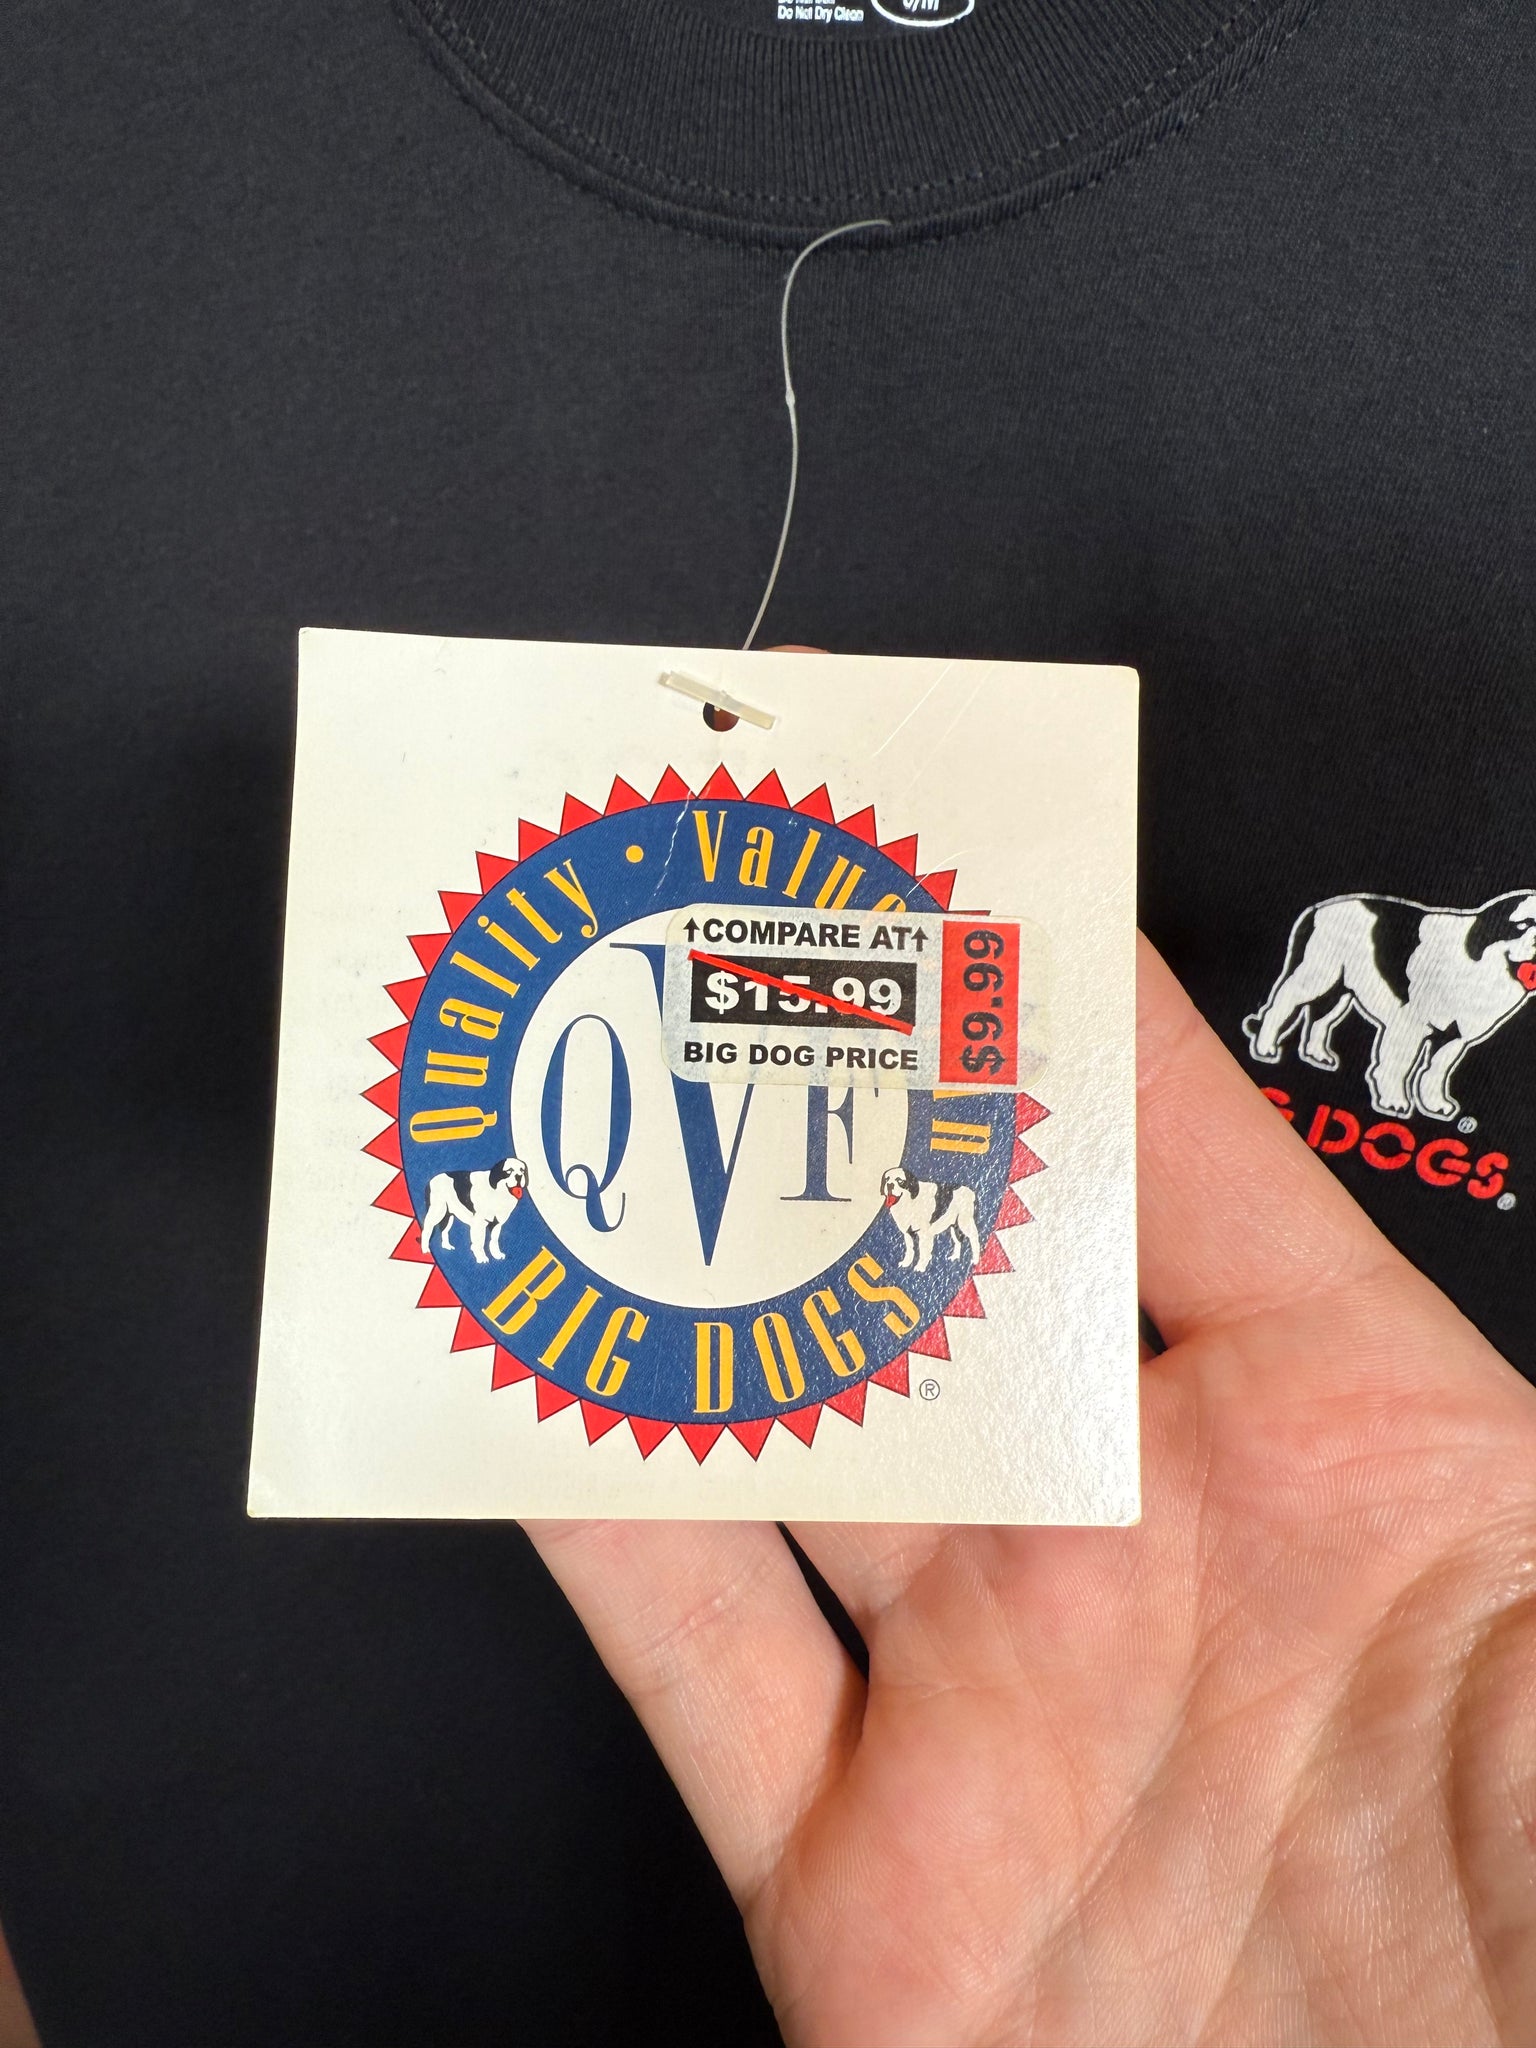 Do Not Dry Clean
Quality • Value
QVF
BIG DOGS
®
↑COMPARE AT↑
$15.99
BIG DOG PRICE
$9.99
®
DOGS®